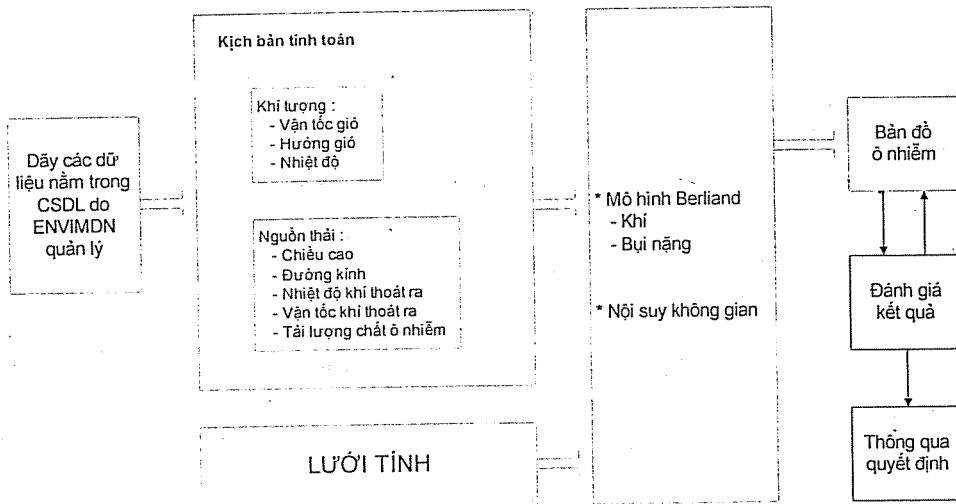 Dãy các dữ
liệu nằm trong
CSDL do
ENVIMDN
quản lý
Kịch bản tính toán
Khí tượng :
- Vận tốc gió
- Hướng gió
- Nhiệt độ
Nguồn thải :
- Chiều cao
- Đường kính
- Nhiệt độ khí thoát ra
- Vận tốc khí thoát ra
- Tải lượng chất ô nhiễm
LƯỚI TÍNH
* Mô hình Berliand
- Khí
- Bụi nặng
* Nội suy không gian
Bản đồ
ô nhiễm
Đánh giá
kết quả
Thông qua
quyết định